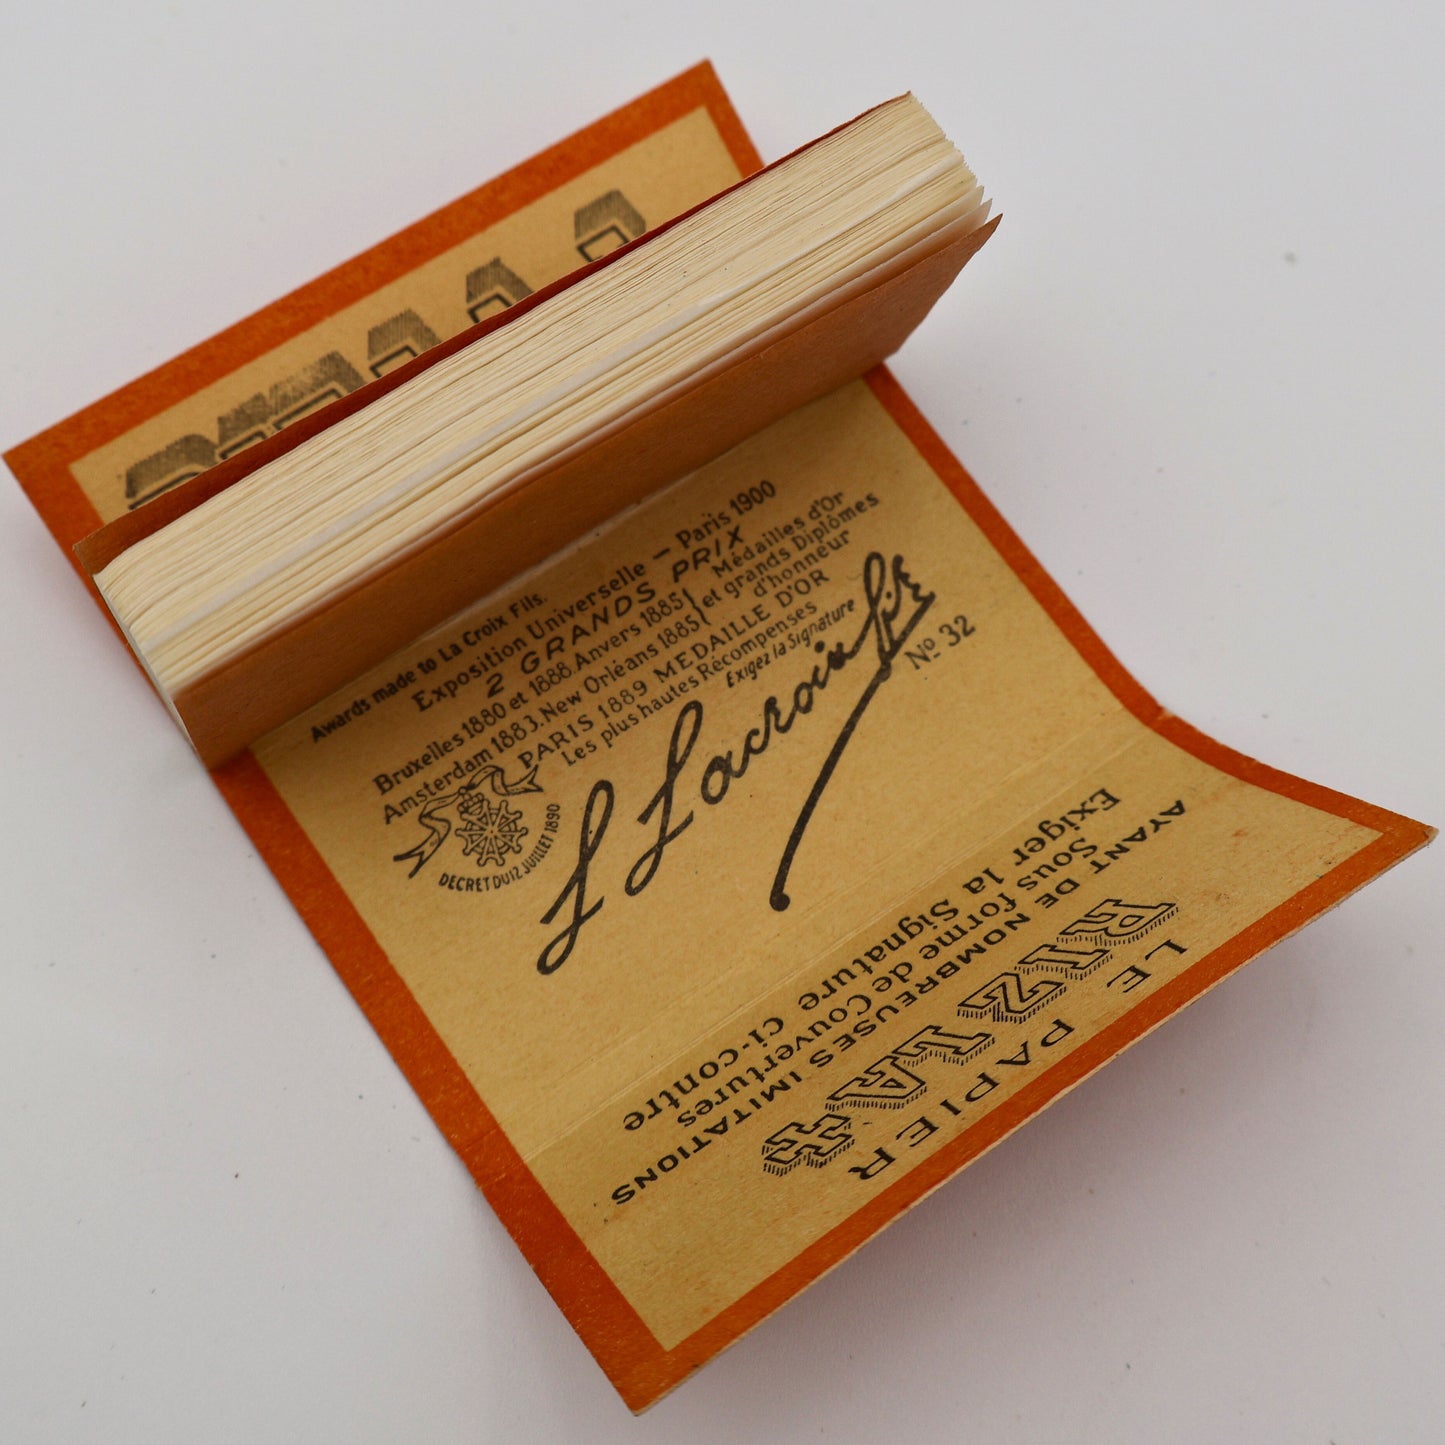 Awards made to La Croix Fils.
Exposition Universelle — Paris 1900
2 GRANDS PRIX
Bruxelles 1880 et 1888. Anvers 1885 } Médailles d'Or
Amsterdam 1883. New Orléans 1885 } et grands Diplômes d'honneur
PARIS 1889 MEDAILLE D'OR
Les plus hautes Récompenses
Exigez la Signature
L Lacroix fils
No 32
DECRET DU 12 JUILLET 1890
LE PAPIER
RIZ LA+
AYANT DE NOMBREUSES IMITATIONS
Sous forme de Couvertures
Exiger la Signature ci-contre